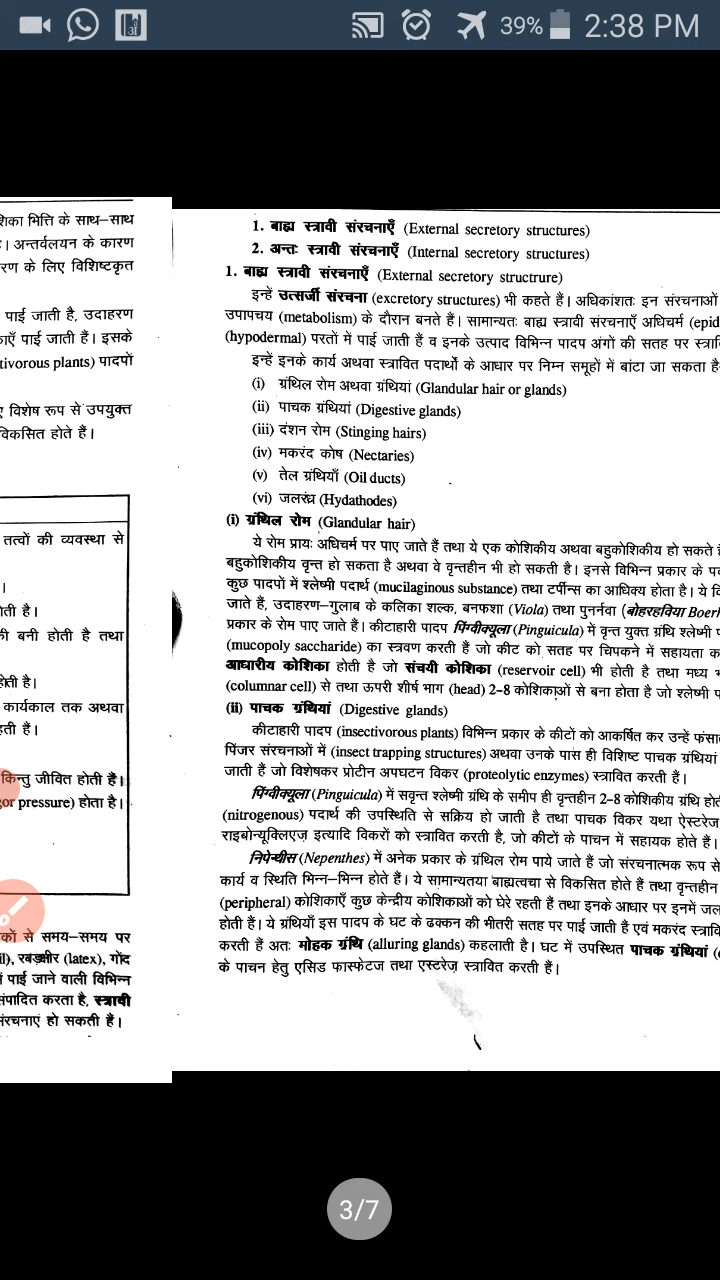 39% 2:38 PM
भित्ति के साथ–साथ
है। अन्तर्वलयन के कारण
के लिए विशिष्टकृत
पाई जाती है, उदाहरण
पाई जाती हैं। इसके
plants) पादपों
विशेष रूप से उपयुक्त
विकसित होते हैं।
तत्वों की व्यवस्था से
है।
बनी होती है तथा
है।
कार्यकाल तक अथवा
हैं।
किन्तु जीवित होती हैं।
pressure) होता है।
से समय–समय पर
रबड़क्षीर (latex), गोंद
पाई जाने वाली विभिन्न
करता है, स्त्रावी
हो सकती हैं।
1. बाह्य स्त्रावी संरचनाएँ (External secretory structures)
2. अन्तः स्त्रावी संरचनाएँ (Internal secretory structures)
1. बाह्य स्त्रावी संरचनाएँ (External secretory structrure)
इन्हें उत्सर्जी संरचना (excretory structures) भी कहते हैं। अधिकांशतः इन संरचनाओं
उपापचय (metabolism) के दौरान बनते हैं। सामान्यतः बाह्य स्त्रावी संरचनाएँ अधिचर्म (epid
(hypodermal) परतों में पाई जाती हैं व इनके उत्पाद विभिन्न पादप अंगों की सतह पर
इन्हें इनके कार्य अथवा स्त्रावित पदार्थो के आधार पर निम्न समूहों में बांटा जा सकता है–
(i) ग्रंथिल रोम अथवा ग्रंथियां (Glandular hair or glands)
(ii) पाचक ग्रंथियां (Digestive glands)
(iii) दंशन रोम (Stinging hairs)
(iv) मकरंद कोष (Nectaries)
(v) तेल ग्रंथियाँ (Oil ducts)
(vi) जलरंध्र (Hydathodes)
(i) ग्रंथिल रोम (Glandular hair)
ये रोम प्रायः अधिचर्म पर पाए जाते हैं तथा ये एक कोशिकीय अथवा बहुकोशिकीय हो सकते
बहुकोशिकीय वृन्त हो सकता है अथवा वे वृन्तहीन भी हो सकती है। इनसे विभिन्न प्रकार के
कुछ पादपों में श्लेष्मी पदार्थ (mucilaginous substance) तथा टर्पीन्स का आधिक्य होता है। ये
जाते हैं, उदाहरण–गुलाब के कलिका शल्क, बनफशा (Viola) तथा पुनर्नवा (बोहरहविया
प्रकार के रोम पाए जाते हैं। कीटाहारी पादप पिंग्वीक्यूला (Pinguicula) में वृन्त युक्त ग्रंथि श्लेष्मी
(mucopoly saccharide) का स्त्रवण करती हैं जो कीट को सतह पर चिपकने में सहायता
आधारीय कोशिका होती है जो संचयी कोशिका (reservoir cell) भी होती है तथा मध्य
(columnar cell) से तथा ऊपरी शीर्ष भाग (head) 2–8 कोशिकाओं से बना होता है जो श्लेष्मी
(ii) पाचक ग्रंथियां (Digestive glands)
कीटाहारी पादप (insectivorous plants) विभिन्न प्रकार के कीटों को आकर्षित कर उन्हें
पिंजर संरचनाओं में (insect trapping structures) अथवा उनके पास ही विशिष्ट पाचक ग्रंथियां
जाती हैं जो विशेषकर प्रोटीन अपघटन विकर (proteolytic enzymes) स्त्रावित करती हैं।
पिंग्वीक्यूला (Pinguicula) में सवृन्त श्लेष्मी ग्रंथि के समीप ही वृन्तहीन 2–8 कोशिकीय ग्रंथि
(nitrogenous) पदार्थ की उपस्थिति से सक्रिय हो जाती है तथा पाचक विकर यथा ऐस्टरेज
राइबोन्यूक्लिएज़ इत्यादि विकरों को स्त्रावित करती है, जो कीटों के पाचन में सहायक होते हैं।
निपेन्थीस (Nepenthes) में अनेक प्रकार के ग्रंथिल रोम पाये जाते हैं जो संरचनात्मक रूप से
कार्य व स्थिति भिन्न–भिन्न होते हैं। ये सामान्यतया बाह्यत्वचा से विकसित होते हैं तथा वृन्तहीन
(peripheral) कोशिकाएँ कुछ केन्द्रीय कोशिकाओं को घेरे रहती हैं तथा इनके आधार पर इनमें जल
होती हैं। ये ग्रंथियाँ इस पादप के घट के ढक्कन की भीतरी सतह पर पाई जाती हैं एवं मकरंद
करती हैं अतः मोहक ग्रंथि (alluring glands) कहलाती है। घट में उपस्थित पाचक ग्रंथियां
के पाचन हेतु एसिड फास्फेटज तथा एस्टरेज़ स्त्रावित करती हैं।
3/7